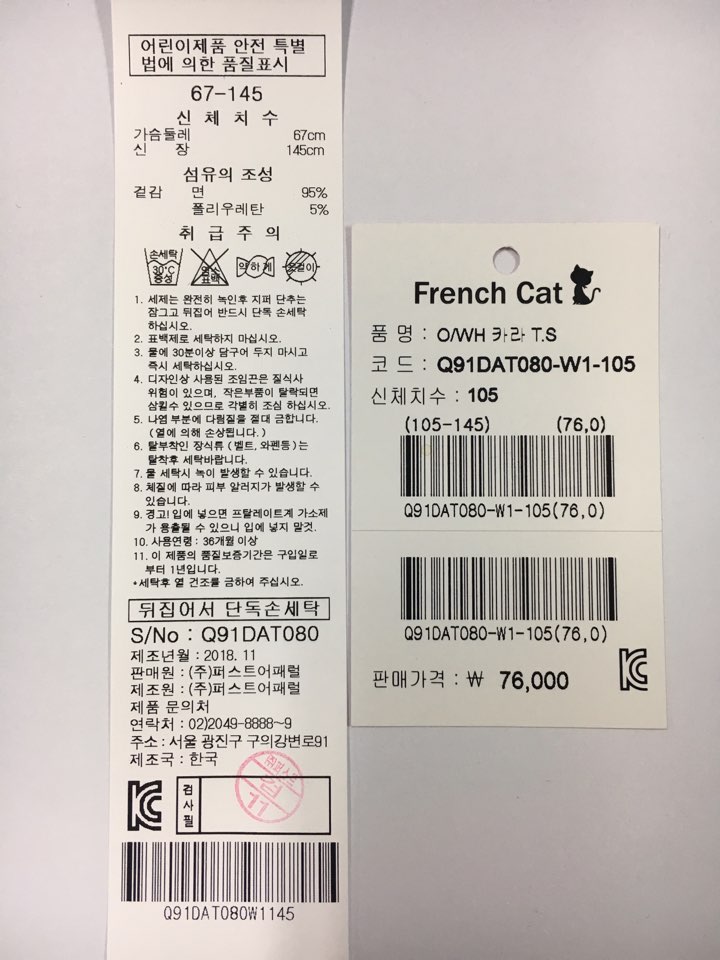 어린이제품 안전 특별
법에 의한 품질표시
67-145
신 체 치 수
가슴둘레 67cm
신 장 145cm
섬유의 조성
겉감 면 95%
폴리우레탄 5%
취 급 주 의
손세탁 30℃ 중성 염소 표백 약하게 옷걸이
1. 세제는 완전히 녹인후 지퍼 단추는
잠그고 뒤집어 반드시 단독 손세탁
하십시오.
2. 표백제로 세탁하지 마십시오.
3. 물에 30분이상 담구어 두지 마시고
즉시 세탁하십시오.
4. 디자인상 사용된 조임끈은 질식사
위험이 있으며, 작은부품이 탈락되면
삼킬수 있으므로 각별히 조심 하십시오.
5. 나염 부분에 다림질을 절대 금합니다.
(열에 의해 손상됩니다.)
6. 탈부착인 장식류(벨트, 와펜등)는
탈착후 세탁바랍니다.
7. 물 세탁시 녹이 발생할 수 있습니다.
8. 체질에 따라 피부 알러지가 발생할 수
있습니다.
9. 경고! 입에 넣으면 프탈레이트계 가소제
가 용출될 수 있으니 입에 넣지 말것.
10. 사용연령: 36개월 이상
11. 이 제품의 품질보증기간은 구입일로
부터 1년입니다.
*세탁후 열 건조를 금하여 주십시오.
뒤집어서 단독손세탁
S/No : Q91DAT080
제조년월 : 2018. 11
판매원 : (주)퍼스트어패럴
제조원 : (주)퍼스트어패럴
제품 문의처
연락처 : 02)2049-8888~9
주소 : 서울 광진구 구의강변로91
제조국 : 한국
KC 검사필 11
Q91DAT080W1145
French Cat
품 명 : O/WH 카라 T.S
코 드 : Q91DAT080-W1-105
신체치수 : 105
(105-145) (76,0)
Q91DAT080-W1-105(76,0)
Q91DAT080-W1-105(76,0)
판매가격 : ₩ 76,000
KC